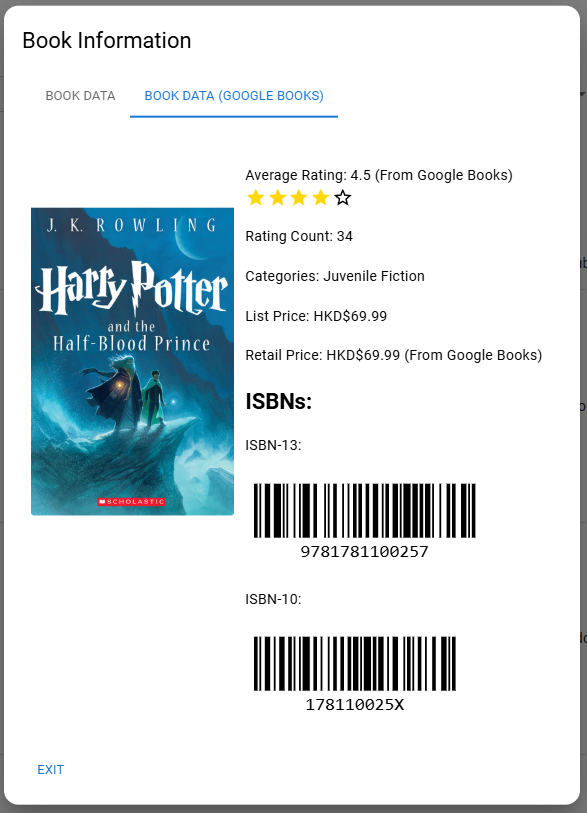 Book Information
BOOK DATA
BOOK DATA (GOOGLE BOOKS)
J. K. ROWLING
Harry Potter
and the
Half-Blood Prince
SCHOLASTIC
Average Rating: 4.5 (From Google Books)
Rating Count: 34
Categories: Juvenile Fiction
List Price: HKD$69.99
Retail Price: HKD$69.99 (From Google Books)
ISBNs:
ISBN-13:
9781781100257
ISBN-10:
178110025X
EXIT